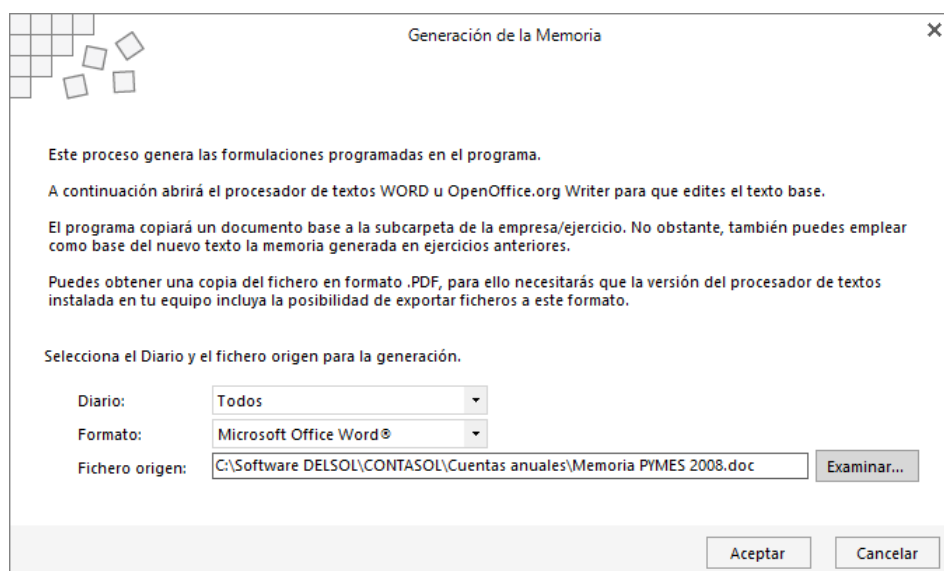 Generación de la Memoria
Este proceso genera las formulaciones programadas en el programa.
A continuación abrirá el procesador de textos WORD u OpenOffice.org Writer para que edites el texto base.
El programa copiará un documento base a la subcarpeta de la empresa/ejercicio. No obstante, también puedes emplear
como base del nuevo texto la memoria generada en ejercicios anteriores.
Puedes obtener una copia del fichero en formato .PDF, para ello necesitarás que la versión del procesador de textos
instalada en tu equipo incluya la posibilidad de exportar ficheros a este formato.
Selecciona el Diario y el fichero origen para la generación.
Diario: Todos
Formato: Microsoft Office Word®
Fichero origen: C:\Software DELSOL\CONTASOL\Cuentas anuales\Memoria PYMES 2008.doc Examinar...
Aceptar Cancelar